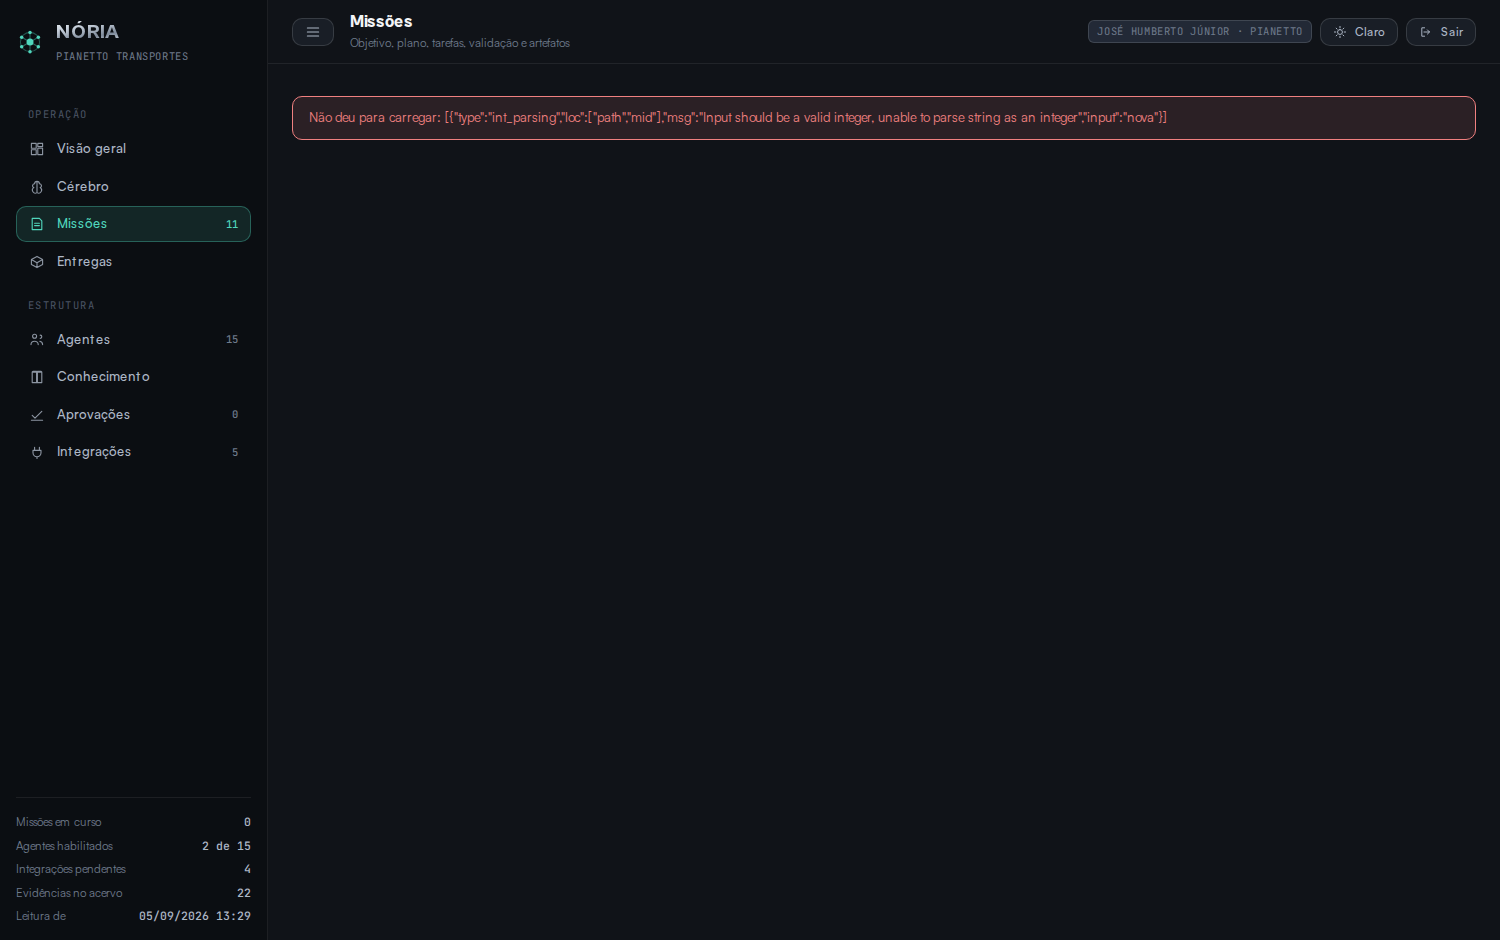 NÓRIA
PIANETTO TRANSPORTES
OPERAÇÃO
Visão geral
Cérebro
Missões 11
Entregas
ESTRUTURA
Agentes 15
Conhecimento
Aprovações 0
Integrações 5
Missões em curso 0
Agentes habilitados 2 de 15
Integrações pendentes 4
Evidências no acervo 22
Leitura de 05/09/2026 13:29
Missões
Objetivo, plano, tarefas, validação e artefatos
JOSÉ HUMBERTO JÚNIOR · PIANETTO
Claro
Sair
Não deu para carregar: [{"type":"int_parsing","loc":["path","mid"],"msg":"Input should be a valid integer, unable to parse string as an integer","input":"nova"}]